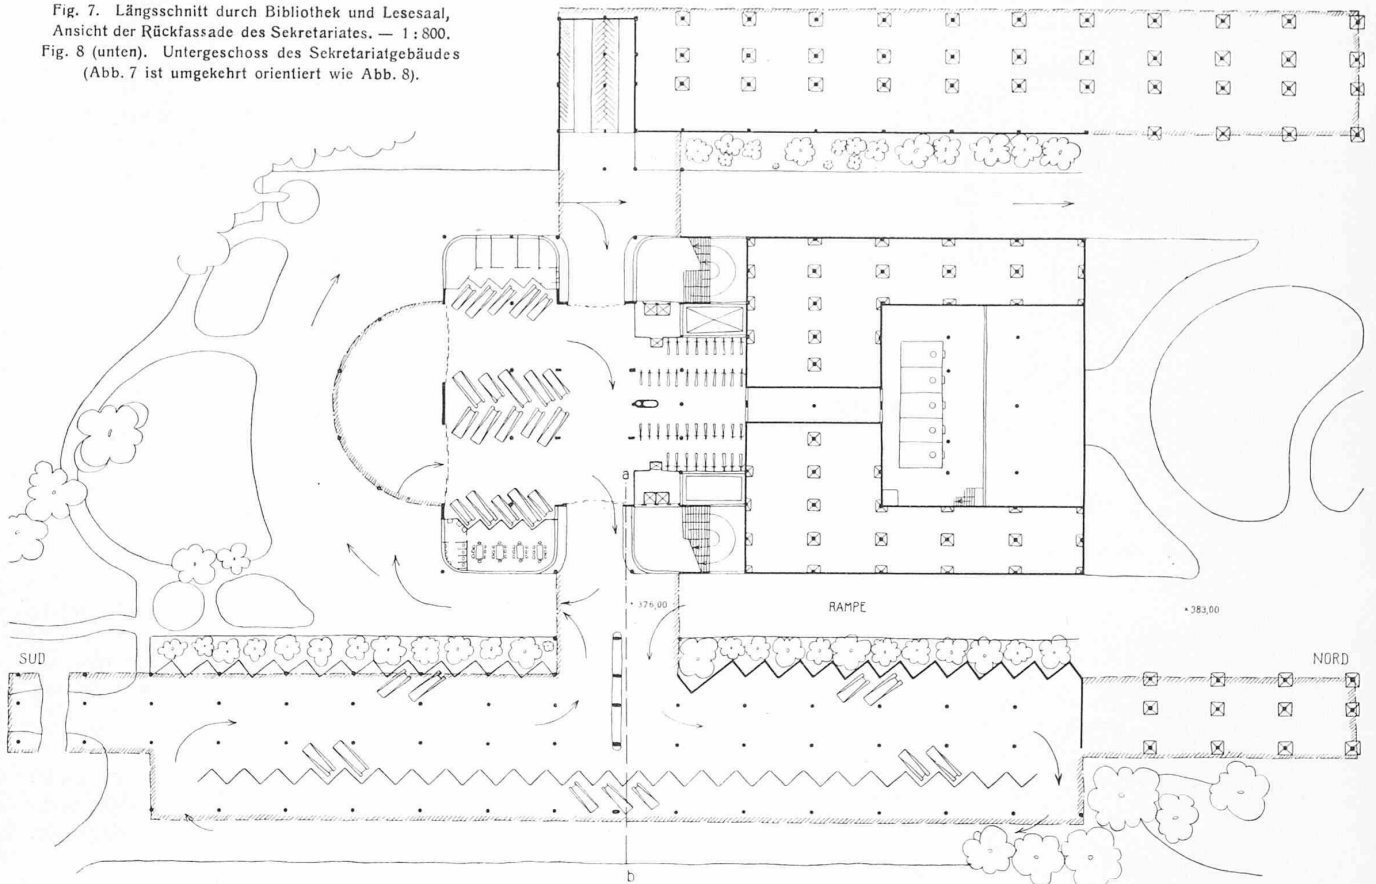 Fig. 7. Längsschnitt durch Bibliothek und Lesesaal,
Ansicht der Rückfassade des Sekretariates. — 1 : 800.
Fig. 8 (unten). Untergeschoss des Sekretariatgebäudes
(Abb. 7 ist umgekehrt orientiert wie Abb. 8).
a
376,00
RAMPE
383,00
SUD
NORD
b